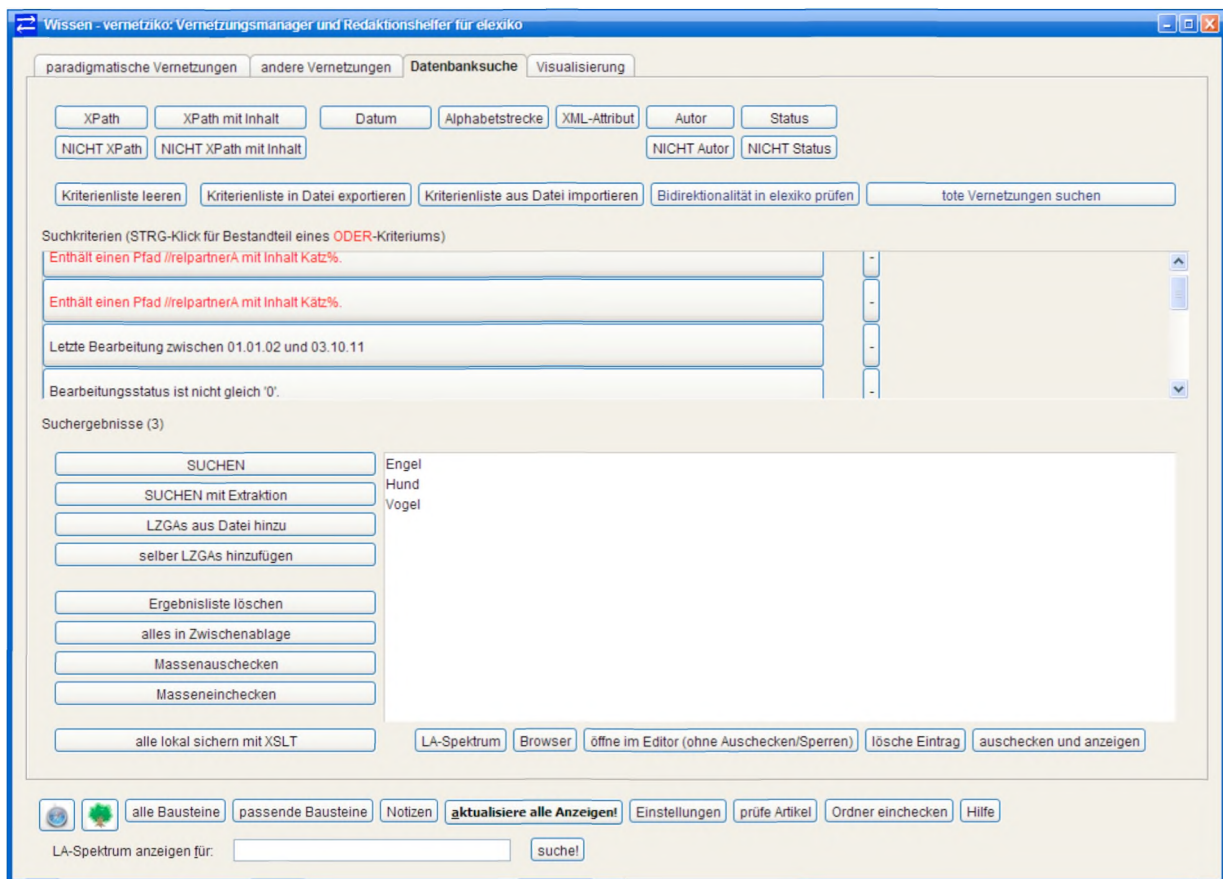 Wissen - vernetziko: Vernetzungsmanager und Redaktionshelfer für elexiko
paradigmatische Vernetzungen andere Vernetzungen Datenbanksuche Visualisierung
XPath XPath mit Inhalt Datum Alphabetstrecke XML-Attribut Autor Status
NICHT XPath NICHT XPath mit Inhalt NICHT Autor NICHT Status
Kriterienliste leeren Kriterienliste in Datei exportieren Kriterienliste aus Datei importieren Bidirektionalität in elexiko prüfen tote Vernetzungen suchen
Suchkriterien (STRG-Klick für Bestandteil eines ODER-Kriteriums)
Enthält einen Pfad //relpartnerA mit Inhalt Katz%. -
Enthält einen Pfad //relpartnerA mit Inhalt Kätz%. -
Letzte Bearbeitung zwischen 01.01.02 und 03.10.11 -
Bearbeitungsstatus ist nicht gleich '0'. -
Suchergebnisse (3)
SUCHEN
SUCHEN mit Extraktion
LZGAs aus Datei hinzu
selber LZGAs hinzufügen
Ergebnisliste löschen
alles in Zwischenablage
Massenauschecken
Masseneinchecken
alle lokal sichern mit XSLT
Engel
Hund
Vogel
LA-Spektrum Browser öffne im Editor (ohne Auschecken/Sperren) lösche Eintrag auschecken und anzeigen
alle Bausteine passende Bausteine Notizen aktualisiere alle Anzeigen! Einstellungen prüfe Artikel Ordner einchecken Hilfe
LA-Spektrum anzeigen für: suche!